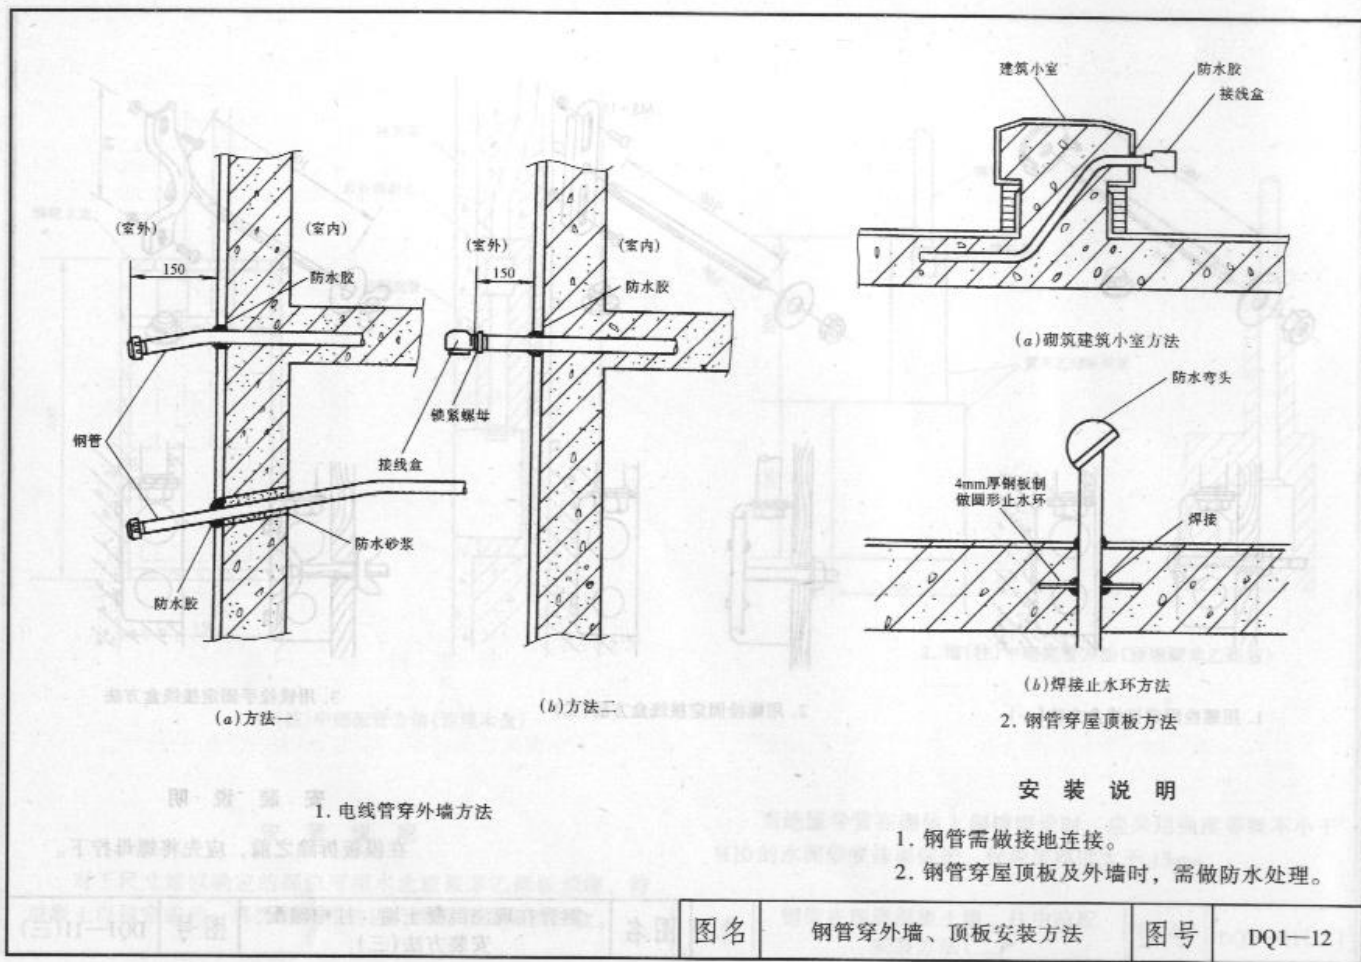 (室外)
(室内)
150
防水胶
钢管
防水砂浆
防水胶
(a)方法一
(室外)
(室内)
150
防水胶
锁紧螺母
接线盒
(b)方法二
1. 电线管穿外墙方法
建筑小室
防水胶
接线盒
(a)砌筑建筑小室方法
防水弯头
4mm厚钢板制
做圆形止水环
焊接
(b)焊接止水环方法
2. 钢管穿屋顶板方法
安装说明
1. 钢管需做接地连接。
2. 钢管穿屋顶板及外墙时，需做防水处理。
图名
钢管穿外墙、顶板安装方法
图号
DQ1—12